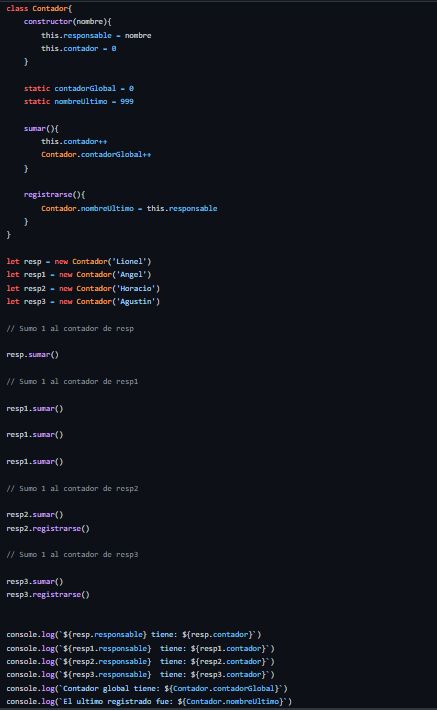 class Contador{
    constructor(nombre){
        this.responsable = nombre
        this.contador = 0
    }

    static contadorGlobal = 0
    static nombreUltimo = 999

    sumar(){
        this.contador++
        Contador.contadorGlobal++
    }

    registrarse(){
        Contador.nombreUltimo = this.responsable
    }
}

let resp = new Contador('Lionel')
let resp1 = new Contador('Angel')
let resp2 = new Contador('Horacio')
let resp3 = new Contador('Agustin')

// Sumo 1 al contador de resp

resp.sumar()

// Sumo 1 al contador de resp1

resp1.sumar()

resp1.sumar()

resp1.sumar()

// Sumo 1 al contador de resp2

resp2.sumar()
resp2.registrarse()

// Sumo 1 al contador de resp3

resp3.sumar()
resp3.registrarse()


console.log(`${resp.responsable} tiene: ${resp.contador}`)
console.log(`${resp1.responsable}  tiene: ${resp1.contador}`)
console.log(`${resp2.responsable}  tiene: ${resp2.contador}`)
console.log(`${resp3.responsable}  tiene: ${resp3.contador}`)
console.log(`Contador global tiene: ${Contador.contadorGlobal}`)
console.log(`El ultimo registrado fue: ${Contador.nombreUltimo}`)